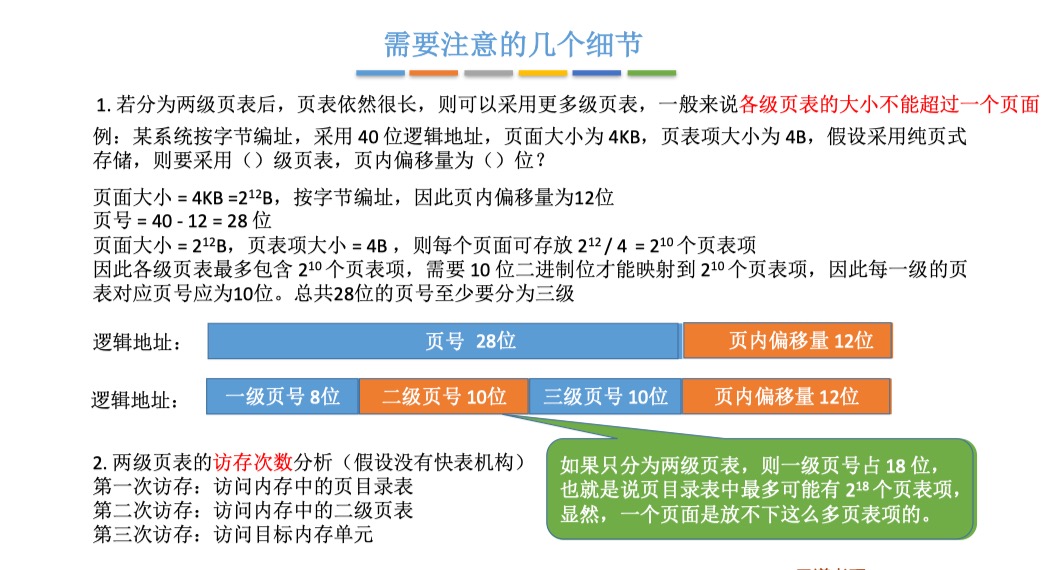 需要注意的几个细节
1. 若分为两级页表后，页表依然很长，则可以采用更多级页表，一般来说各级页表的大小不能超过一个页面
例：某系统按字节编址，采用 40 位逻辑地址，页面大小为 4KB，页表项大小为 4B，假设采用纯页式
存储，则要采用（）级页表，页内偏移量为（）位？
页面大小 = 4KB =2¹²B，按字节编址，因此页内偏移量为12位
页号 = 40 - 12 = 28 位
页面大小 = 2¹²B，页表项大小 = 4B ，则每个页面可存放 2¹² / 4 = 2¹⁰ 个页表项
因此各级页表最多包含 2¹⁰ 个页表项，需要 10 位二进制位才能映射到 2¹⁰ 个页表项，因此每一级的页
表对应页号应为10位。总共28位的页号至少要分为三级
逻辑地址： 页号 28位 页内偏移量 12位
逻辑地址： 一级页号 8位 二级页号 10位 三级页号 10位 页内偏移量 12位
2. 两级页表的访存次数分析（假设没有快表机构）
第一次访存：访问内存中的页目录表
第二次访存：访问内存中的二级页表
第三次访存：访问目标内存单元
如果只分为两级页表，则一级页号占 18 位，
也就是说页目录表中最多可能有 2¹⁸ 个页表项，
显然，一个页面是放不下这么多页表项的。